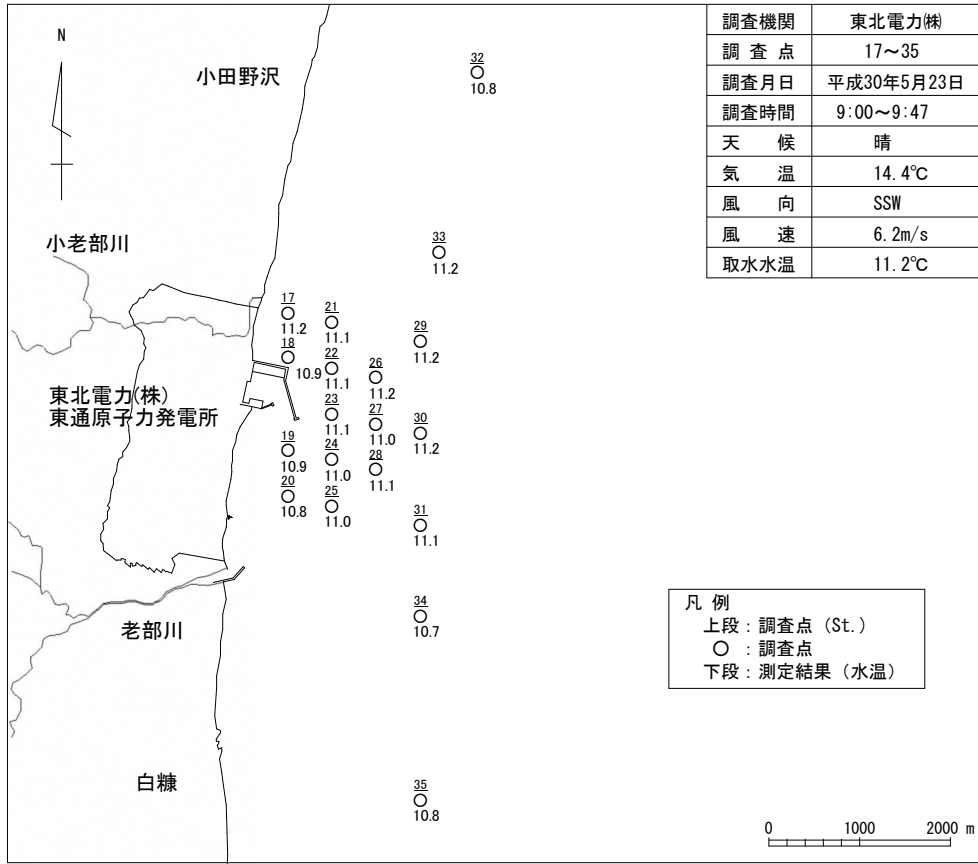 N
小田野沢
小老部川
東北電力(株)
東通原子力発電所
老部川
白糠
調査機関 東北電力㈱
調査点 17～35
調査月日 平成30年5月23日
調査時間 9:00～9:47
天候 晴
気温 14.4℃
風向 SSW
風速 6.2m/s
取水水温 11.2℃
32
10.8
33
11.2
17
11.2
21
11.1
29
11.2
18
10.9
22
11.1
26
11.2
23
11.1
27
11.0
30
11.2
19
10.9
24
11.0
28
11.1
20
10.8
25
11.0
31
11.1
34
10.7
35
10.8
凡例
上段：調査点（St.）
○：調査点
下段：測定結果（水温）
0 1000 2000 m